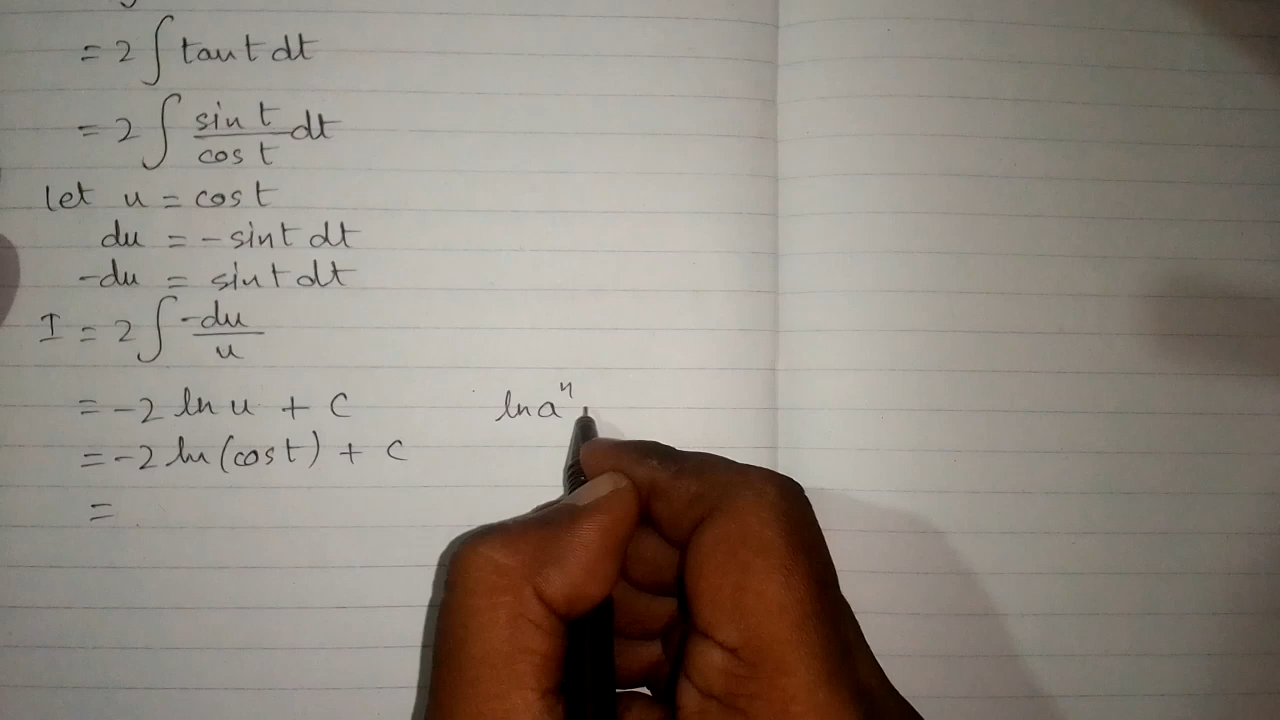 = 2 ∫ tan t dt
= 2 ∫ sin t / cos t dt
let u = cos t
du = - sin t dt
-du = sin t dt
I = 2 ∫ -du / u
= -2 ln u + c
= -2 ln (cos t) + c
=
ln aⁿ